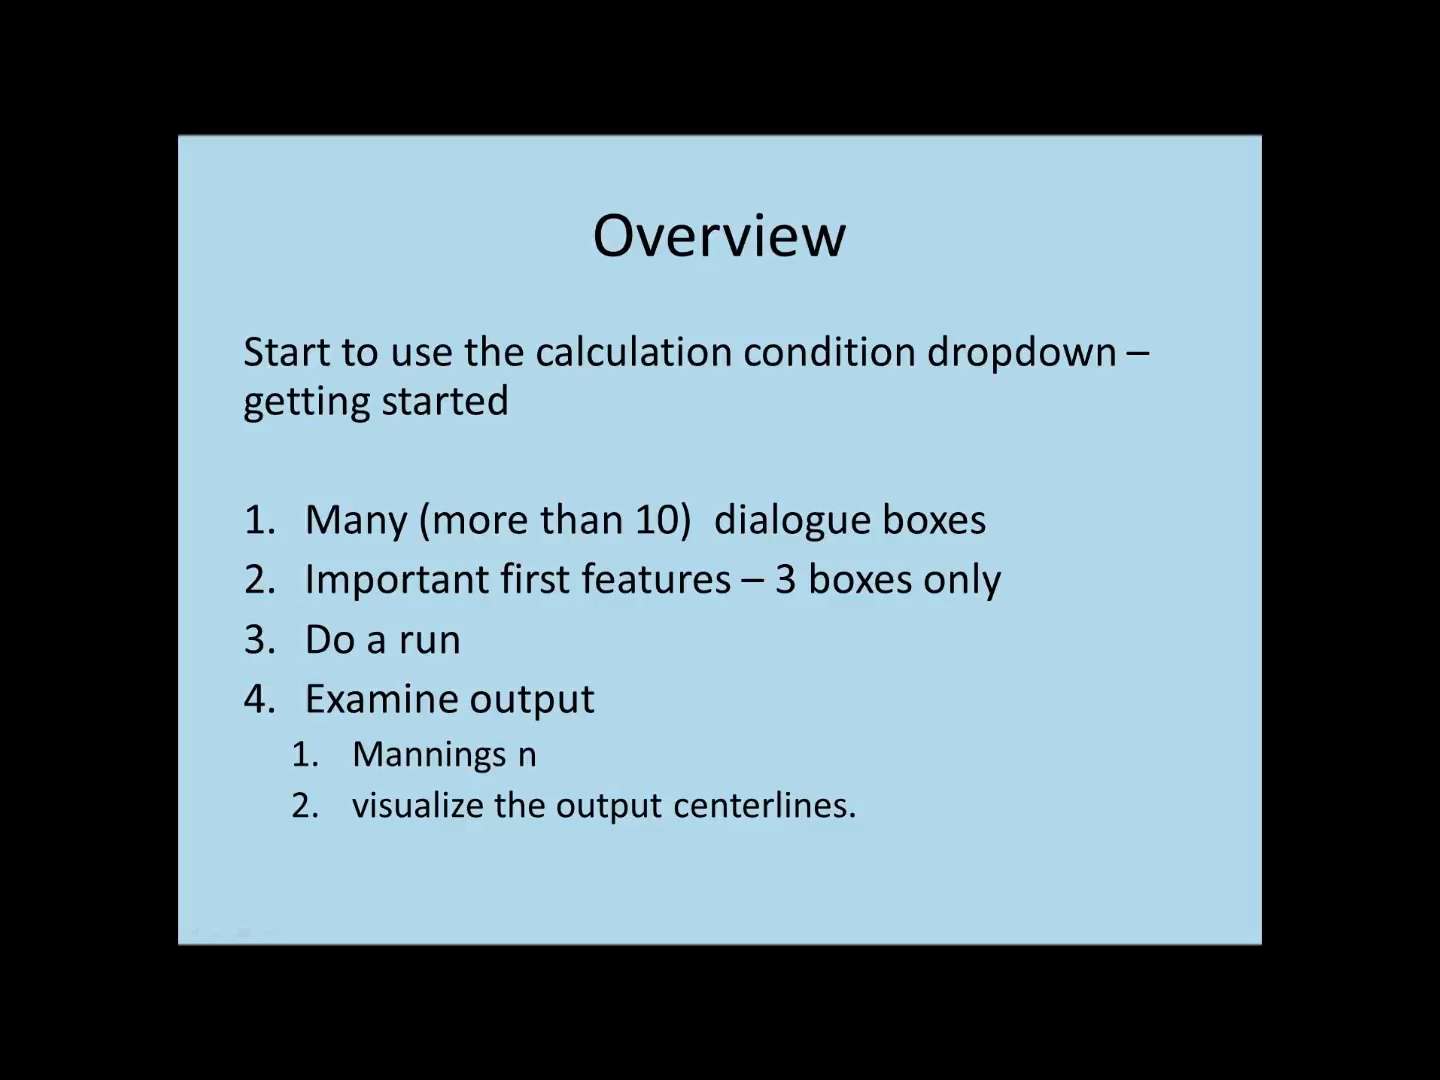 Overview
Start to use the calculation condition dropdown –
getting started
1. Many (more than 10)  dialogue boxes
2. Important first features – 3 boxes only
3. Do a run
4. Examine output
1. Mannings n
2. visualize the output centerlines.